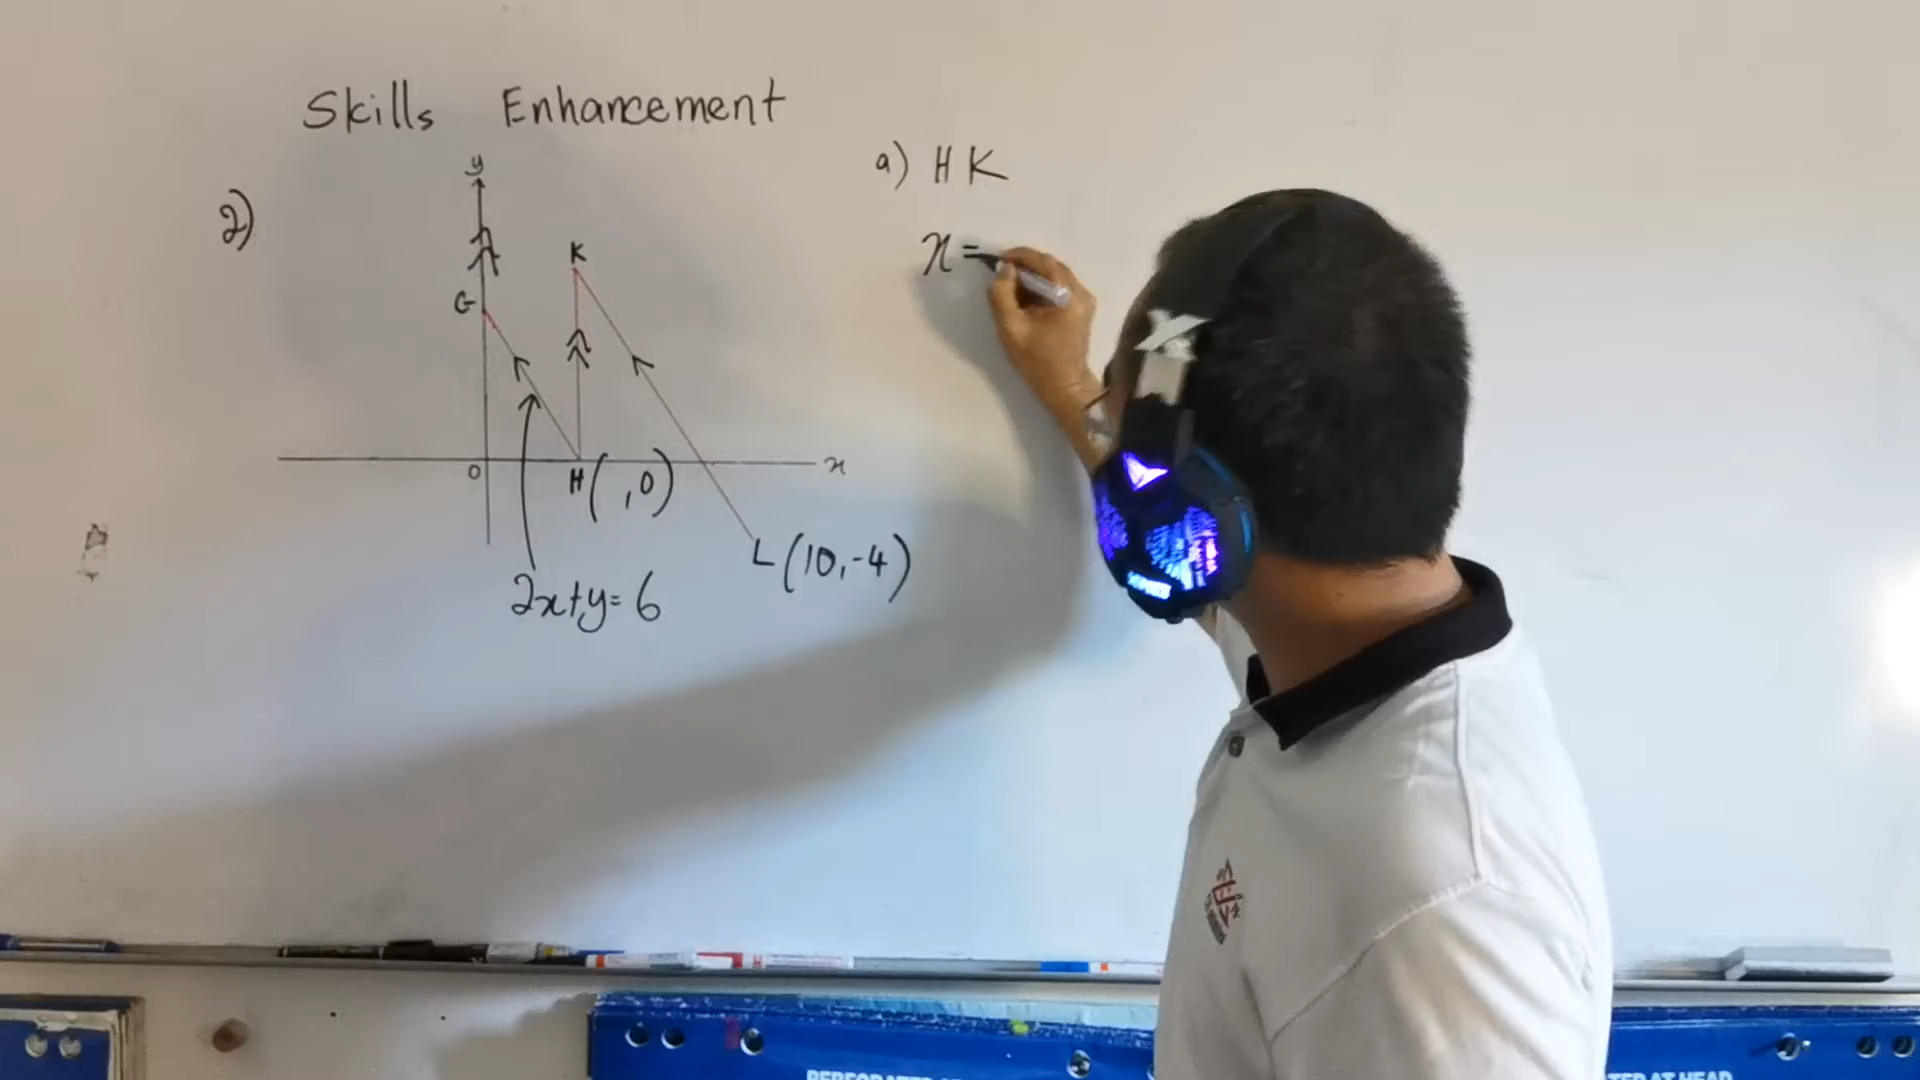 Skills Enhancement
2)
y
G
K
O
H( ,0)
x
L(10,-4)
2x+y=6
a) HK
x=